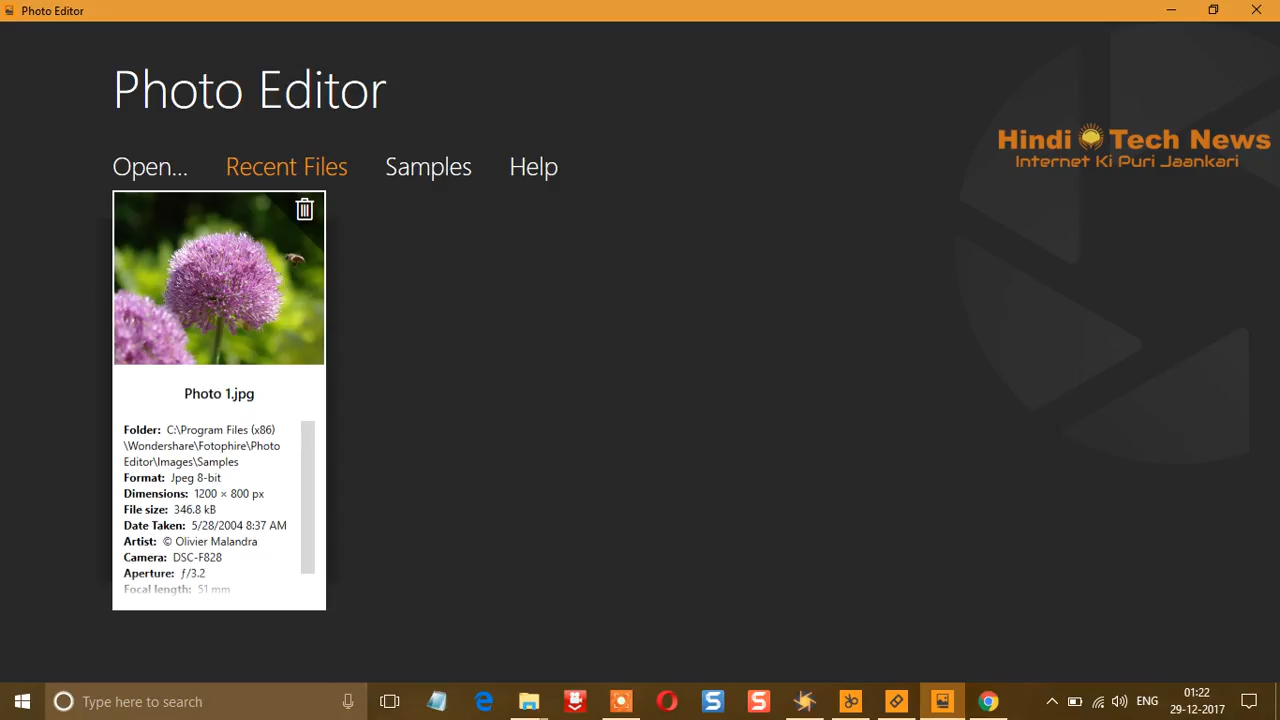 Photo Editor
Photo Editor
Hindi Tech News
Internet Ki Puri Jaankari
Open... Recent Files Samples Help
Photo 1.jpg
Folder: C:\Program Files (x86)
\Wondershare\Fotophire\Photo
Editor\Images\Samples
Format: Jpeg 8-bit
Dimensions: 1200 × 800 px
File size: 346.8 kB
Date Taken: 5/28/2004 8:37 AM
Artist: © Olivier Malandra
Camera: DSC-F828
Aperture: ƒ/3.2
Focal length: 51 mm
Type here to search
ENG
01:22
29-12-2017